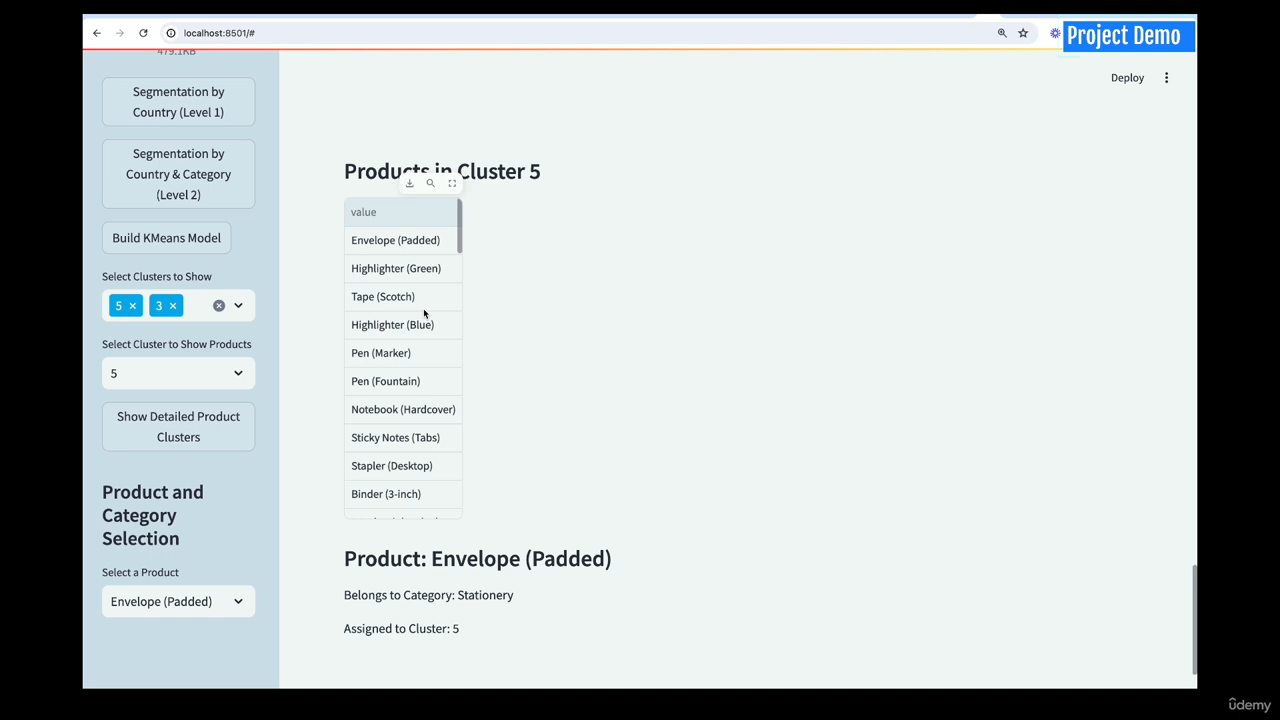 localhost:8501/#
Project Demo
479.1KB
Deploy
Segmentation by
Country (Level 1)
Segmentation by
Country & Category
(Level 2)
Build KMeans Model
Select Clusters to Show
5 × 3 ×
Select Cluster to Show Products
5
Show Detailed Product
Clusters
Product and
Category
Selection
Select a Product
Envelope (Padded)
Products in Cluster 5
value
Envelope (Padded)
Highlighter (Green)
Tape (Scotch)
Highlighter (Blue)
Pen (Marker)
Pen (Fountain)
Notebook (Hardcover)
Sticky Notes (Tabs)
Stapler (Desktop)
Binder (3-inch)
Product: Envelope (Padded)
Belongs to Category: Stationery
Assigned to Cluster: 5
ûdemy